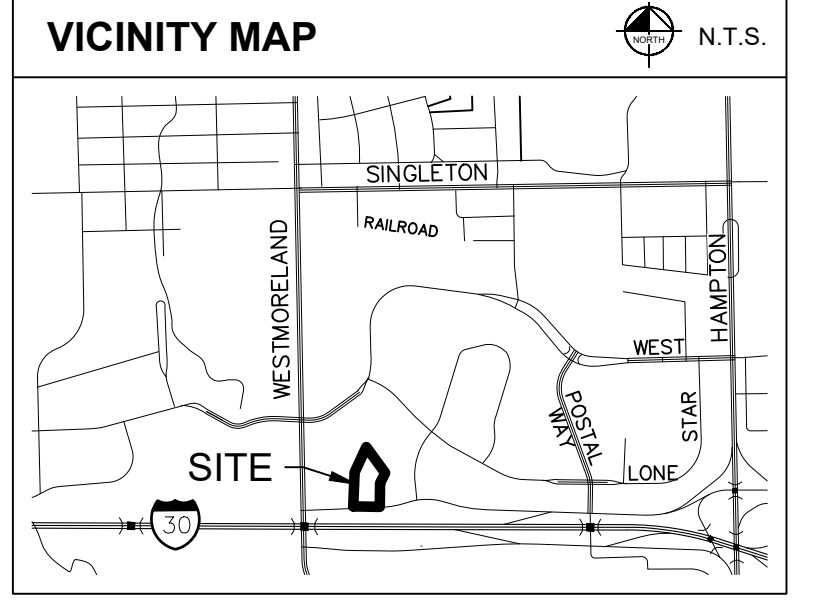 VICINITY MAP
NORTH
N.T.S.
SINGLETON
RAILROAD
WESTMORELAND
HAMPTON
WEST
POSTAL
WAY
STAR
SITE
LONE
30